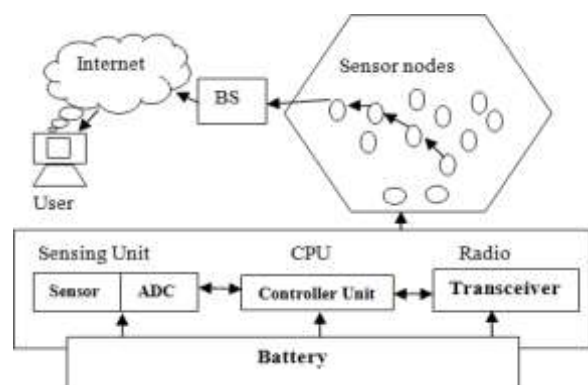 Internet
Sensor nodes
BS
User
Sensing Unit
CPU
Radio
Sensor
ADC
Controller Unit
Transceiver
Battery